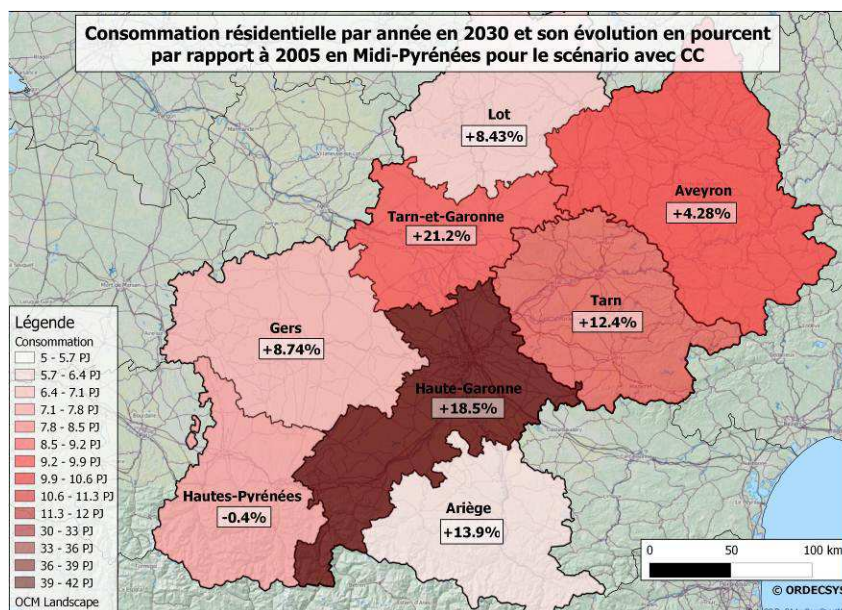 Consommation résidentielle par année en 2030 et son évolution en pourcent
par rapport à 2005 en Midi-Pyrénées pour le scénario avec CC
Lot
+8.43%
Aveyron
+4.28%
Tarn-et-Garonne
+21.2%
Tarn
+12.4%
Gers
+8.74%
Haute-Garonne
+18.5%
Hautes-Pyrénées
-0.4%
Ariège
+13.9%
Légende
Consommation
5 - 5.7 PJ
5.7 - 6.4 PJ
6.4 - 7.1 PJ
7.1 - 7.8 PJ
7.8 - 8.5 PJ
8.5 - 9.2 PJ
9.2 - 9.9 PJ
9.9 - 10.6 PJ
10.6 - 11.3 PJ
11.3 - 12 PJ
30 - 33 PJ
33 - 36 PJ
36 - 39 PJ
39 - 42 PJ
OCM Landscape
0 50 100 km
© ORDECSYS